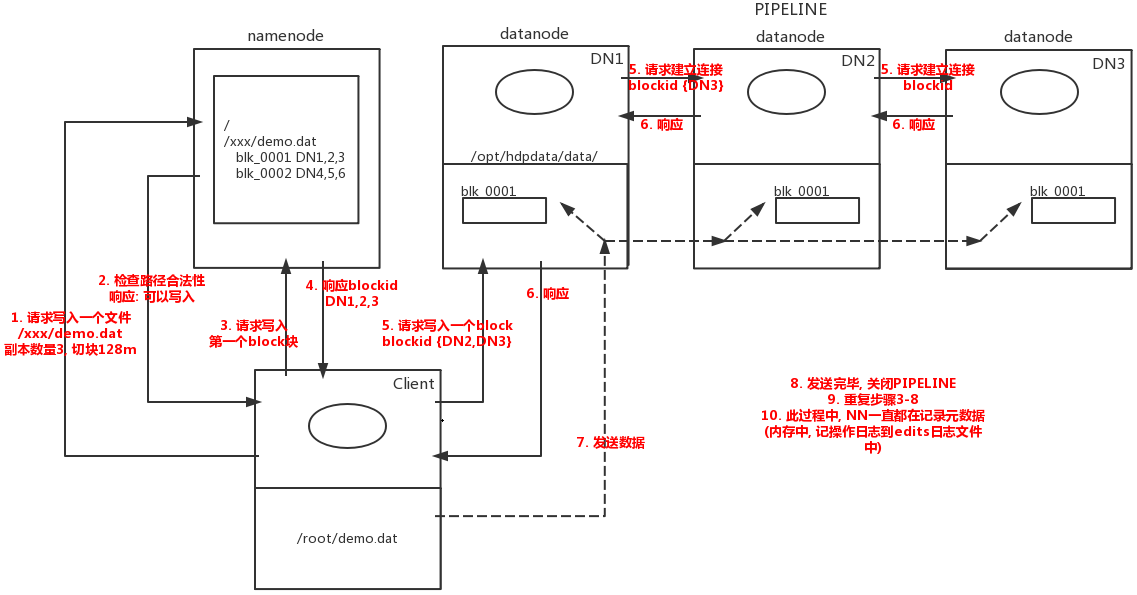 PIPELINE
namenode
datanode
datanode
datanode
DN1
DN2
DN3
/
/xxx/demo.dat
blk_0001 DN1,2,3
blk_0002 DN4,5,6
5. 请求建立连接
blockid {DN3}
5. 请求建立连接
blockid
6. 响应
6. 响应
/opt/hdpdata/data/
blk_0001
blk_0001
blk_0001
2. 检查路径合法性
响应: 可以写入
4. 响应blockid
DN1,2,3
6. 响应
1. 请求写入一个文件
/xxx/demo.dat
副本数量3, 切块128m
3. 请求写入
第一个block块
5. 请求写入一个block
blockid {DN2,DN3}
Client
8. 发送完毕, 关闭PIPELINE
9. 重复步骤3-8
10. 此过程中, NN一直都在记录元数据
(内存中, 记操作日志到edits日志文件
中)
7. 发送数据
/root/demo.dat